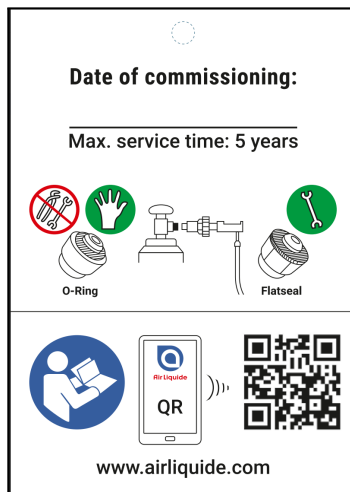 Date of commissioning:
Max. service time: 5 years
O-Ring
Flatseal
Air Liquide
QR
www.airliquide.com